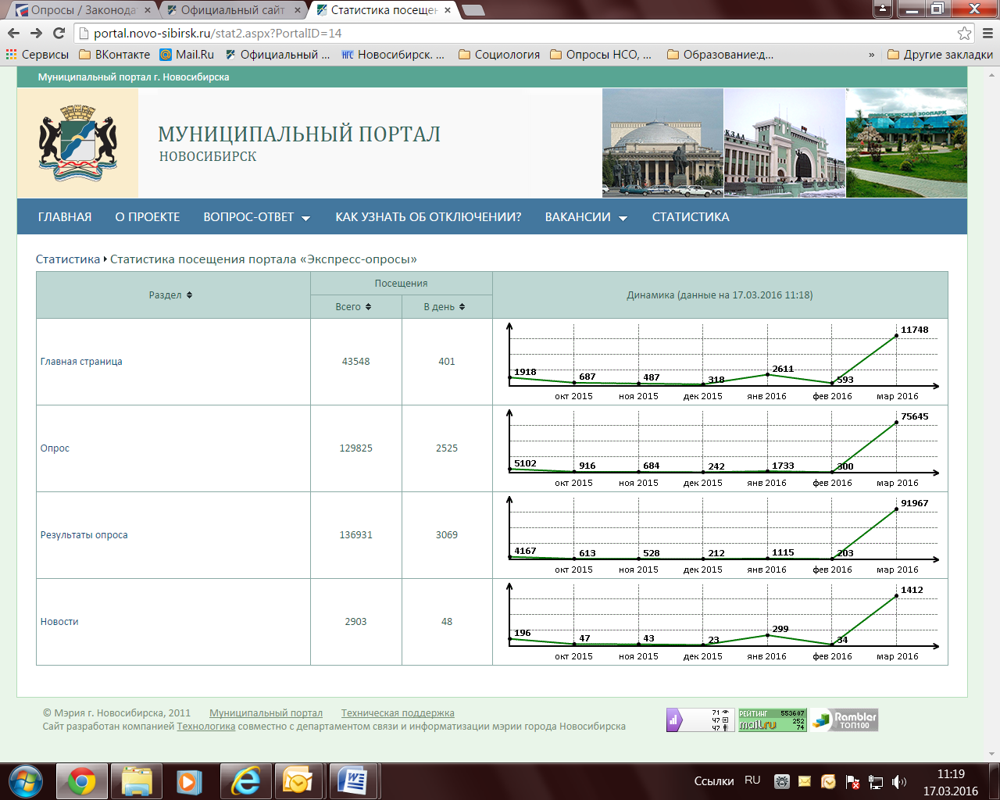 Опросы / Законодат
Официальный сайт
Статистика посещен
portal.novo-sibirsk.ru/stat2.aspx?PortalID=14
Сервисы
ВКонтакте
Mail.Ru
Официальный ...
НГС Новосибирск. ...
Социология
Опросы НСО, ...
Образование:д...
»
Другие закладки
Муниципальный портал г. Новосибирска
МУНИЦИПАЛЬНЫЙ ПОРТАЛ
НОВОСИБИРСК
ГЛАВНАЯ О ПРОЕКТЕ ВОПРОС-ОТВЕТ КАК УЗНАТЬ ОБ ОТКЛЮЧЕНИИ? ВАКАНСИИ СТАТИСТИКА
Статистика Статистика посещения портала «Экспресс-опросы»
Раздел
Посещения
Всего В день
Динамика (данные на 17.03.2016 11:18)
Главная страница 43548 401
1918 687 487 318 2611 593 11748
окт 2015 ноя 2015 дек 2015 янв 2016 фев 2016 мар 2016
Опрос 129825 2525
5102 916 684 242 1733 300 75645
окт 2015 ноя 2015 дек 2015 янв 2016 фев 2016 мар 2016
Результаты опроса 136931 3069
4167 613 528 212 1115 203 91967
окт 2015 ноя 2015 дек 2015 янв 2016 фев 2016 мар 2016
Новости 2903 48
196 47 43 23 299 34 1412
окт 2015 ноя 2015 дек 2015 янв 2016 фев 2016 мар 2016
© Мэрия г. Новосибирска, 2011 Муниципальный портал Техническая поддержка
Сайт разработан компанией Технологика совместно с департаментом связи и информатизации мэрии города Новосибирска
71
47
47
РЕЙТИНГ 553607
mail.ru 252
74
Rambler
ТОП100
Ссылки RU
11:19
17.03.2016